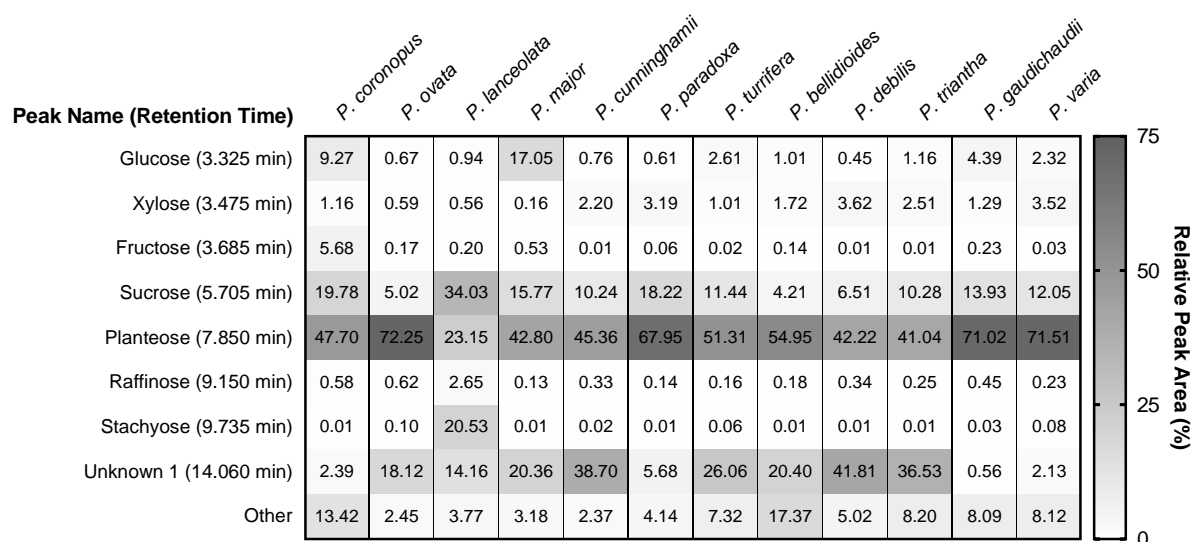 P. coronopus P. ovata P. lanceolata P. major P. cunninghamii P. paradoxa P. turrifera P. bellidioides P. debilis P. triantha P. gaudichaudii P. varia
Peak Name (Retention Time)
Glucose (3.325 min) 9.27 0.67 0.94 17.05 0.76 0.61 2.61 1.01 0.45 1.16 4.39 2.32
Xylose (3.475 min) 1.16 0.59 0.56 0.16 2.20 3.19 1.01 1.72 3.62 2.51 1.29 3.52
Fructose (3.685 min) 5.68 0.17 0.20 0.53 0.01 0.06 0.02 0.14 0.01 0.01 0.23 0.03
Sucrose (5.705 min) 19.78 5.02 34.03 15.77 10.24 18.22 11.44 4.21 6.51 10.28 13.93 12.05
Planteose (7.850 min) 47.70 72.25 23.15 42.80 45.36 67.95 51.31 54.95 42.22 41.04 71.02 71.51
Raffinose (9.150 min) 0.58 0.62 2.65 0.13 0.33 0.14 0.16 0.18 0.34 0.25 0.45 0.23
Stachyose (9.735 min) 0.01 0.10 20.53 0.01 0.02 0.01 0.06 0.01 0.01 0.01 0.03 0.08
Unknown 1 (14.060 min) 2.39 18.12 14.16 20.36 38.70 5.68 26.06 20.40 41.81 36.53 0.56 2.13
Other 13.42 2.45 3.77 3.18 2.37 4.14 7.32 17.37 5.02 8.20 8.09 8.12
75
50
25
0
Relative Peak Area (%)